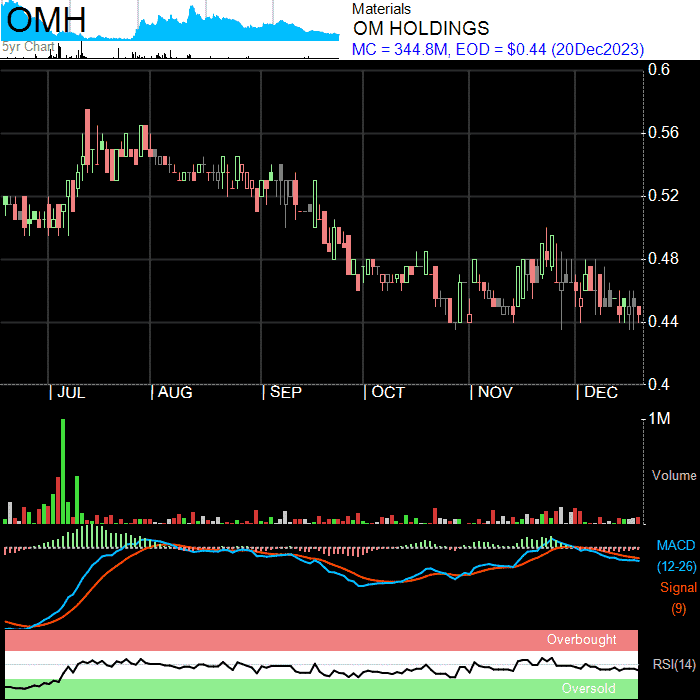 OMH
5yr Chart
Materials
OM HOLDINGS
MC = 344.8M, EOD = $0.44 (20Dec2023)
0.6
0.56
0.52
0.48
0.44
0.4
JUL
AUG
SEP
OCT
NOV
DEC
1M
Volume
MACD
(12-26)
Signal
(9)
Overbought
RSI(14)
Oversold